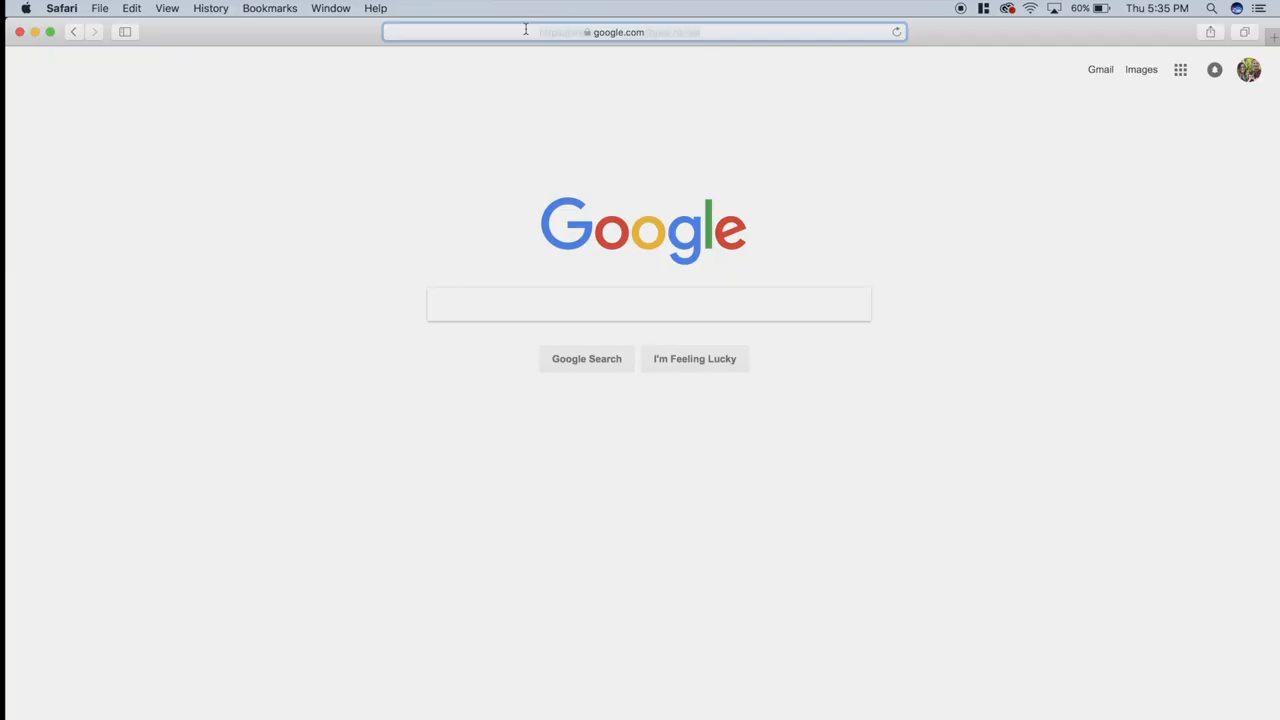 Safari File Edit View History Bookmarks Window Help 60% Thu 5:35 PM
google.com
Gmail Images
Google
Google Search I'm Feeling Lucky